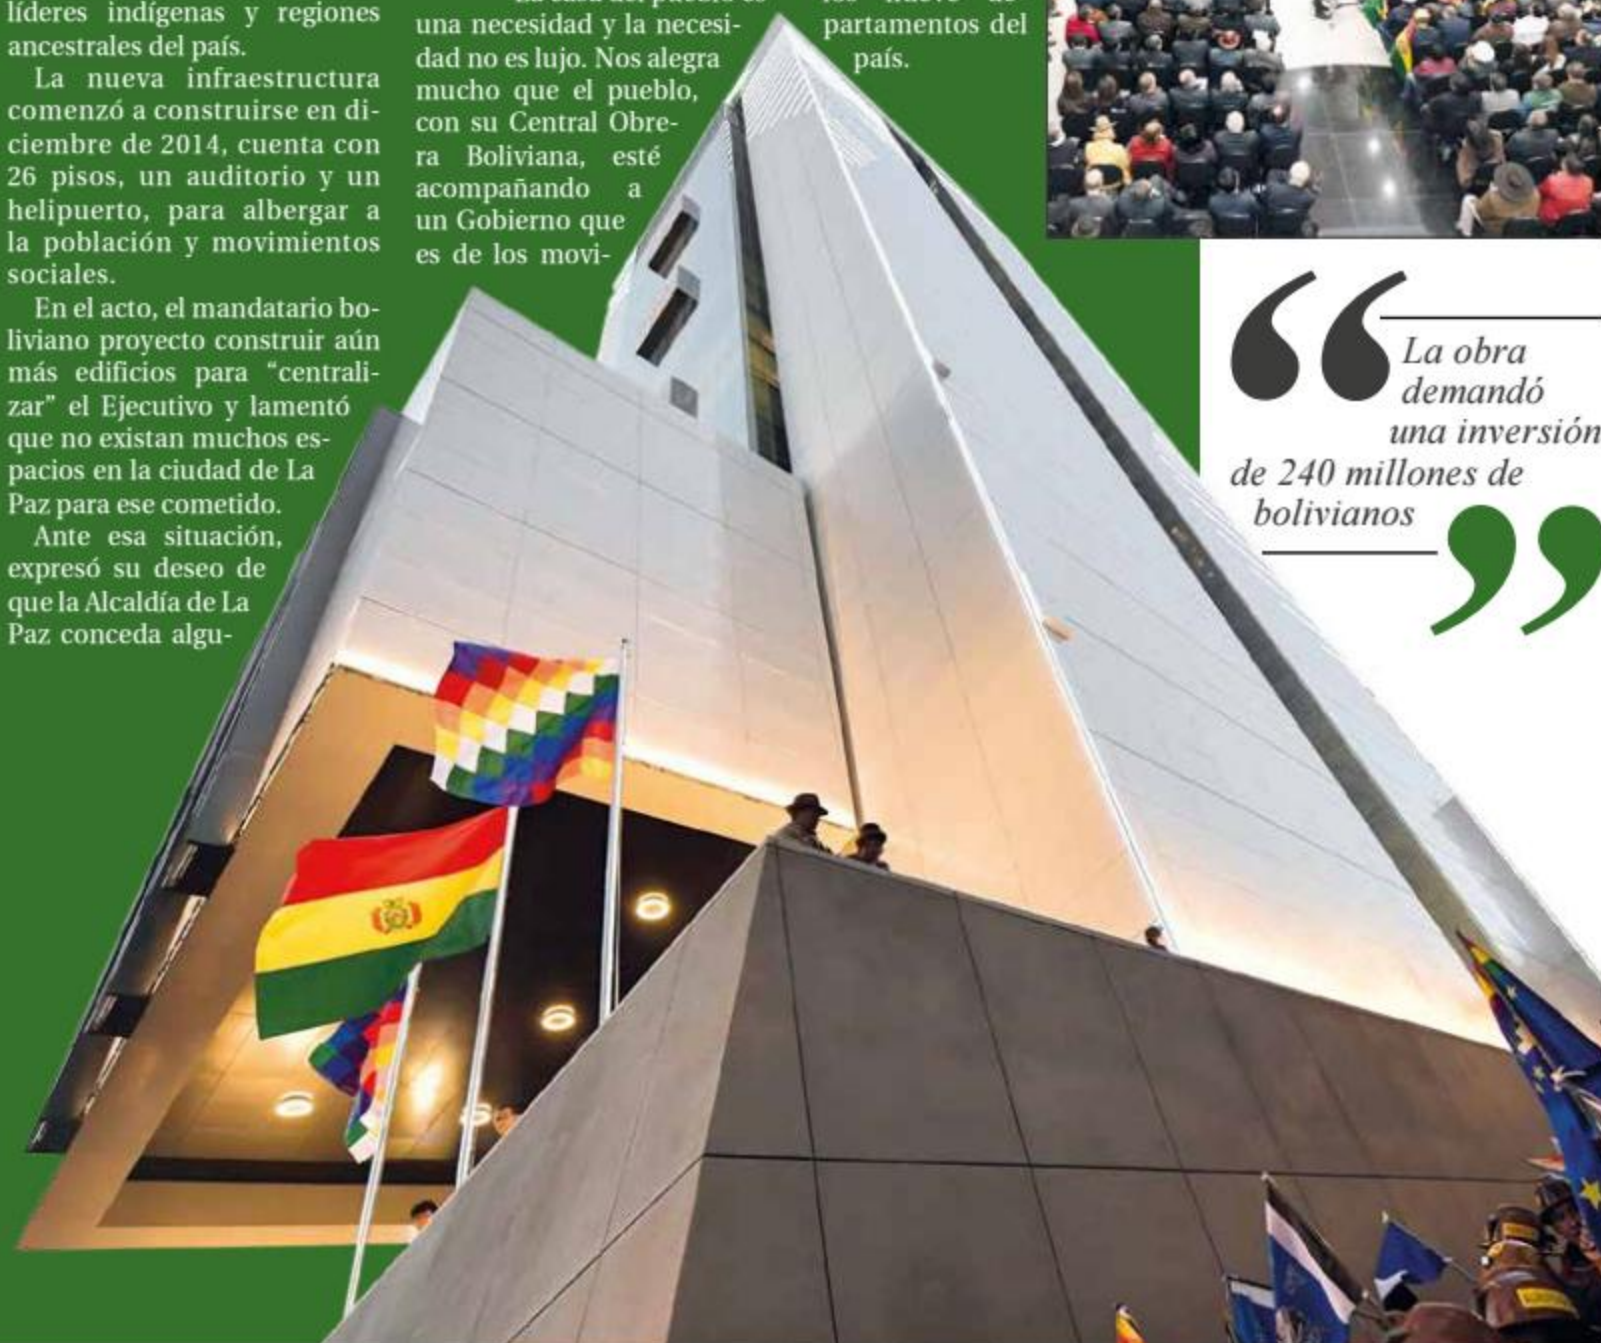 líderes indígenas y regiones
ancestrales del país.
La nueva infraestructura
comenzó a construirse en di-
ciembre de 2014, cuenta con
26 pisos, un auditorio y un
helipuerto, para albergar a
la población y movimientos
sociales.
En el acto, el mandatario bo-
liviano proyecto construir aún
más edificios para “centrali-
zar” el Ejecutivo y lamentó
que no existan muchos es-
pacios en la ciudad de La
Paz para ese cometido.
Ante esa situación,
expresó su deseo de
que la Alcaldía de La
Paz conceda algu-
una necesidad y la necesi-
dad no es lujo. Nos alegra
mucho que el pueblo,
con su Central Obre-
ra Boliviana, esté
acompañando a
un Gobierno que
es de los movi-
partamentos del
país.
“La obra
demandó
una inversión
de 240 millones de
bolivianos”